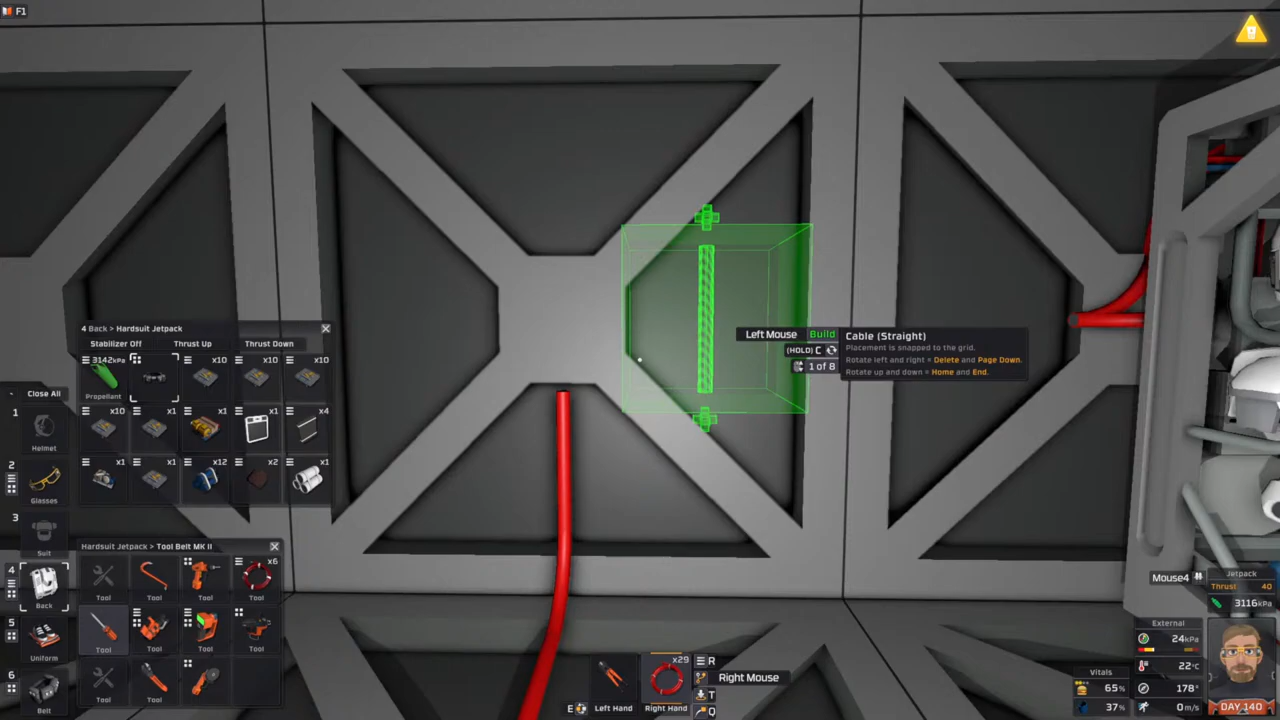 F1
Left Mouse Build
(HOLD) C
1 of 8
Cable (Straight)
Placement is snapped to the grid.
Rotate left and right = Delete and Page Down.
Rotate up and down = Home and End.
4 Back > Hardsuit Jetpack
Stabilizer Off Thrust Up Thrust Down
3142kPa x10 x10 x10
Propellant
x10 x1 x1 x4
x1 x1 x12 x2 x1
Close All
1
Helmet
2
Glasses
3
Suit
4
Back
5
Uniform
6
Belt
Hardsuit Jetpack > Tool Belt MK II
x6
Tool Tool Tool Tool
Tool Tool Tool Tool
Tool Tool Tool
E Left Hand
x29
Right Hand
R
Right Mouse
T
Q
Mouse4
Jetpack
Thrust 40
3116kPa
External
24kPa
22°C
178°
0m/s
Vitals
65%
37%
DAY 140